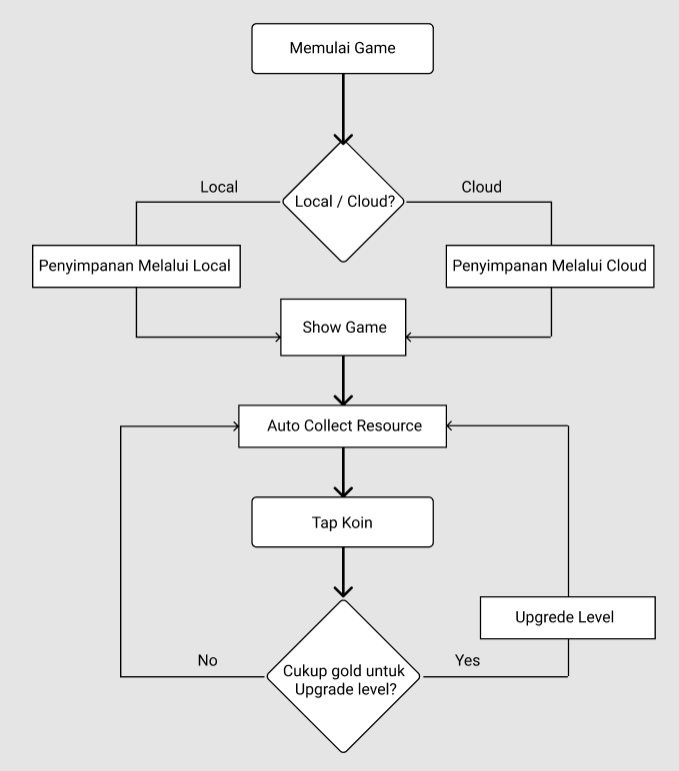 Memulai Game
Local / Cloud?
Local
Cloud
Penyimpanan Melalui Local
Penyimpanan Melalui Cloud
Show Game
Auto Collect Resource
Tap Koin
Upgrede Level
Cukup gold untuk
Upgrade level?
No
Yes